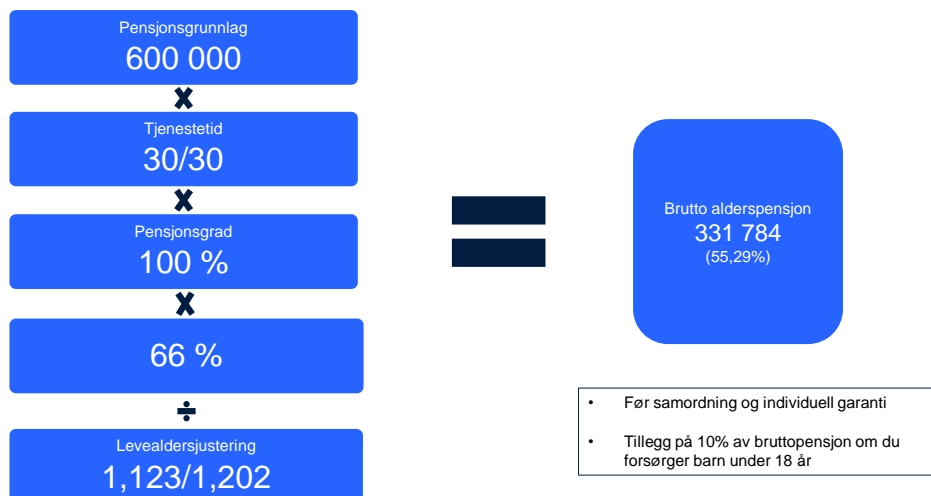 Pensjonsgrunnlag
600 000
x
Tjenestetid
30/30
x
Pensjonsgrad
100 %
x
66 %
÷
Levealdersjustering
1,123/1,202
=
Brutto alderspensjon
331 784
(55,29%)
• Før samordning og individuell garanti
• Tillegg på 10% av bruttopensjon om du
forsørger barn under 18 år